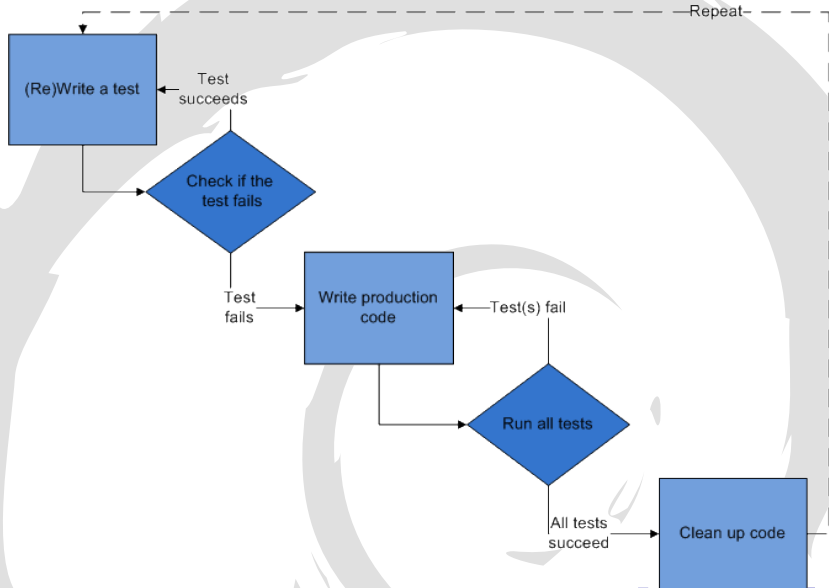 Repeat
(Re)Write a test
Test
succeeds
Check if the
test fails
Test
fails
Write production
code
Test(s) fail
Run all tests
All tests
succeed
Clean up code